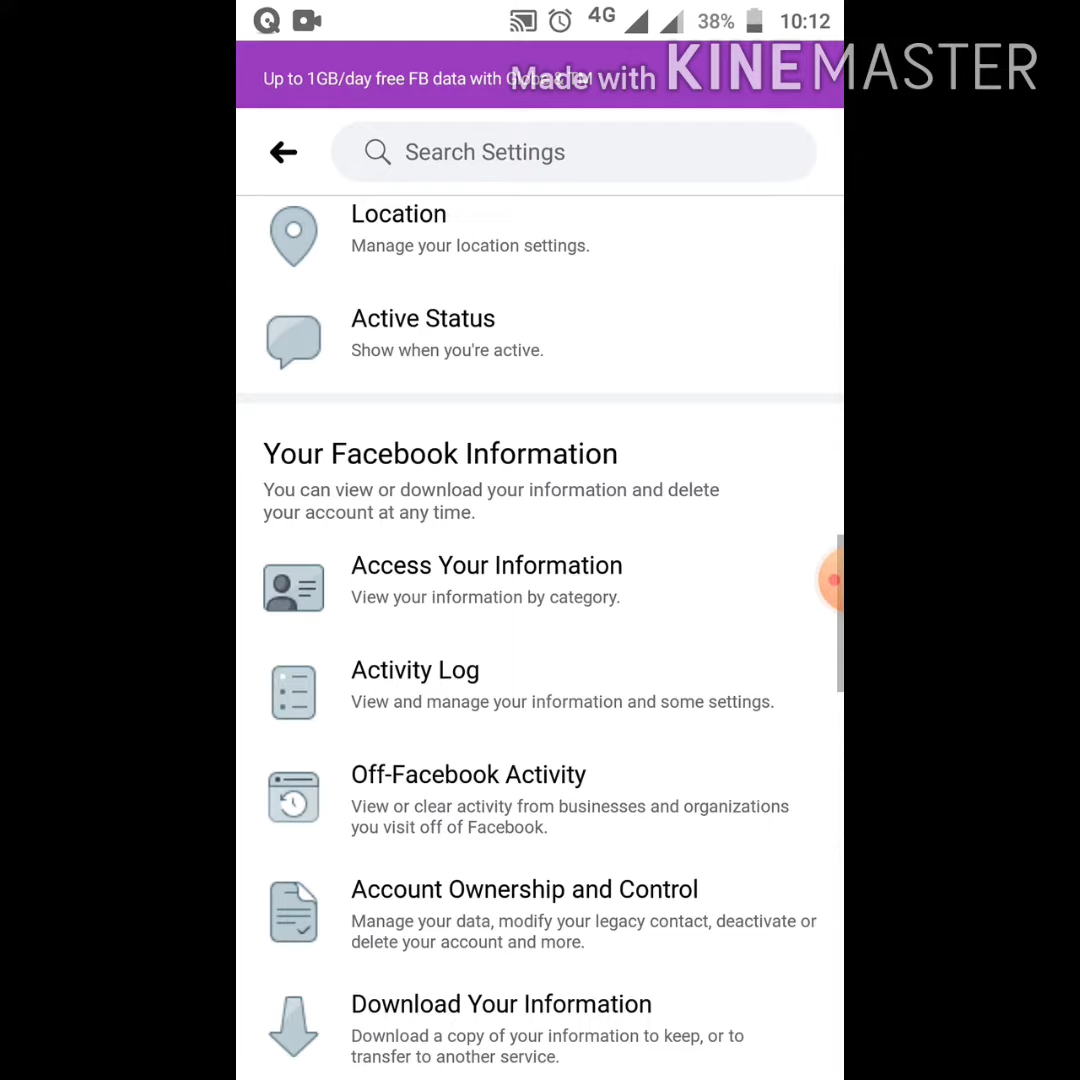 4G 38% 10:12
Up to 1GB/day free FB data with
Made with KINEMASTER
Search Settings
Location
Manage your location settings.
Active Status
Show when you're active.
Your Facebook Information
You can view or download your information and delete
your account at any time.
Access Your Information
View your information by category.
Activity Log
View and manage your information and some settings.
Off-Facebook Activity
View or clear activity from businesses and organizations
you visit off of Facebook.
Account Ownership and Control
Manage your data, modify your legacy contact, deactivate or
delete your account and more.
Download Your Information
Download a copy of your information to keep, or to
transfer to another service.